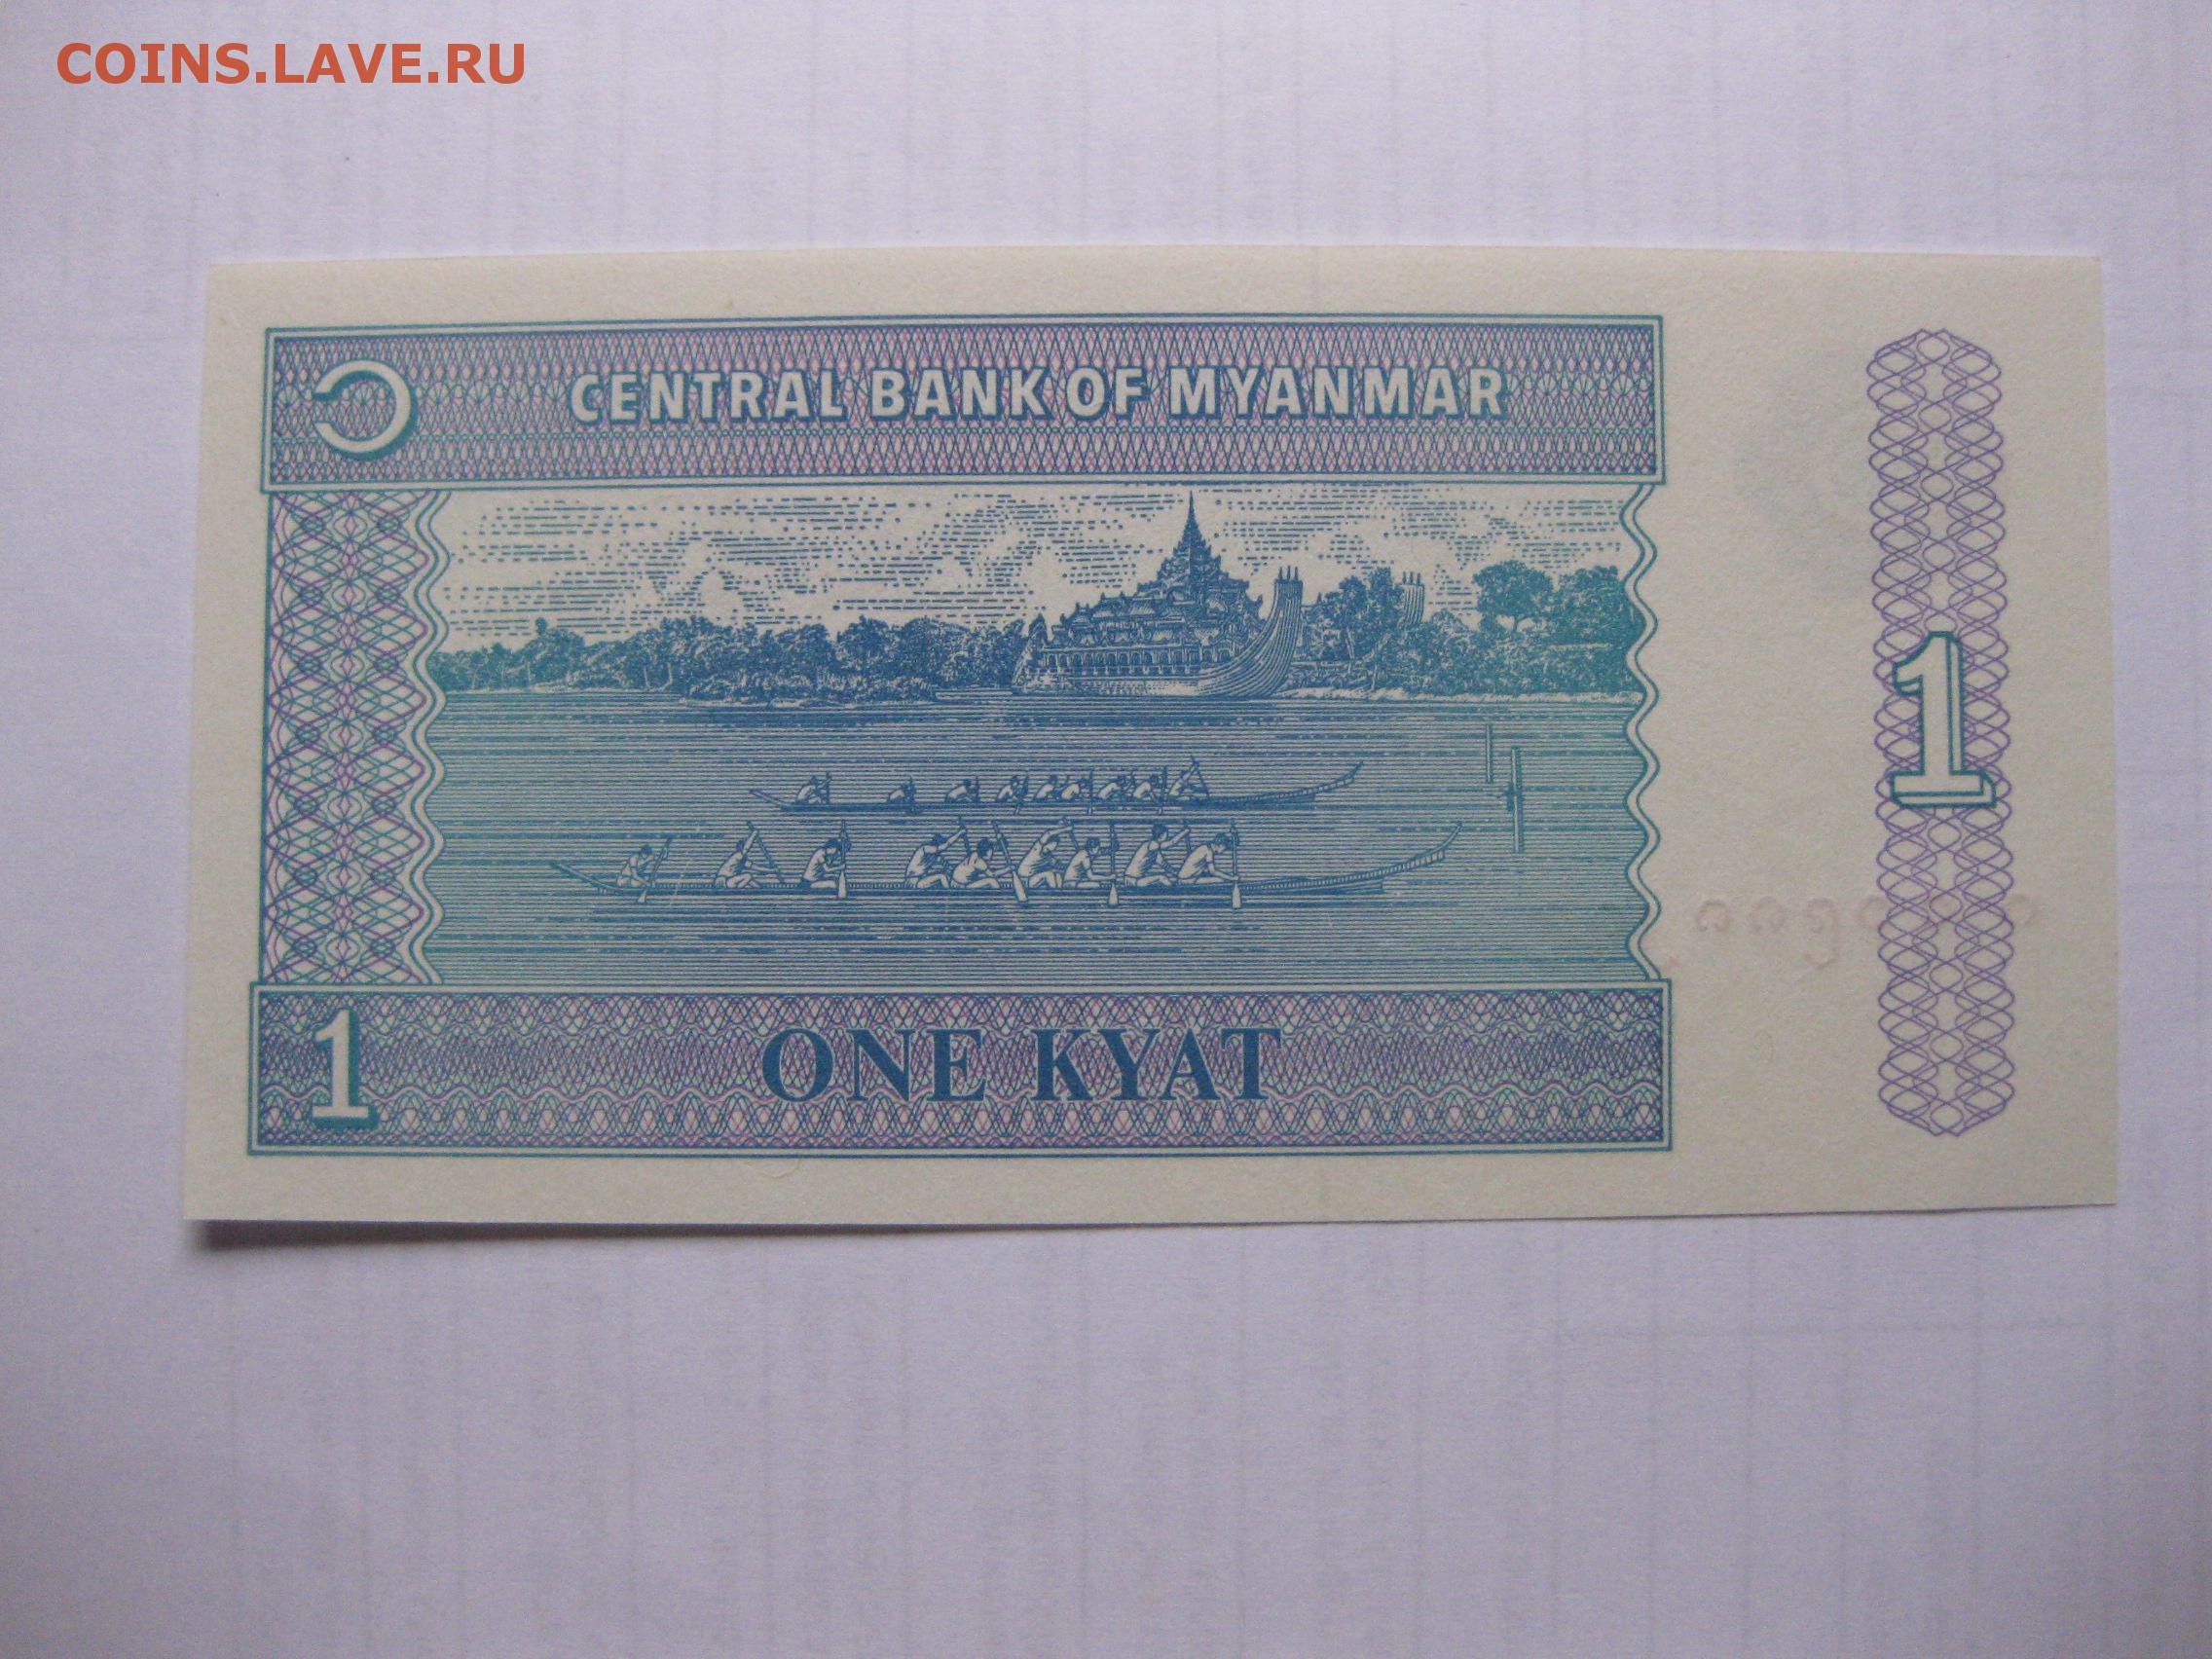 COINS.LAVE.RU
၁ CENTRAL BANK OF MYANMAR
1
1 ONE KYAT